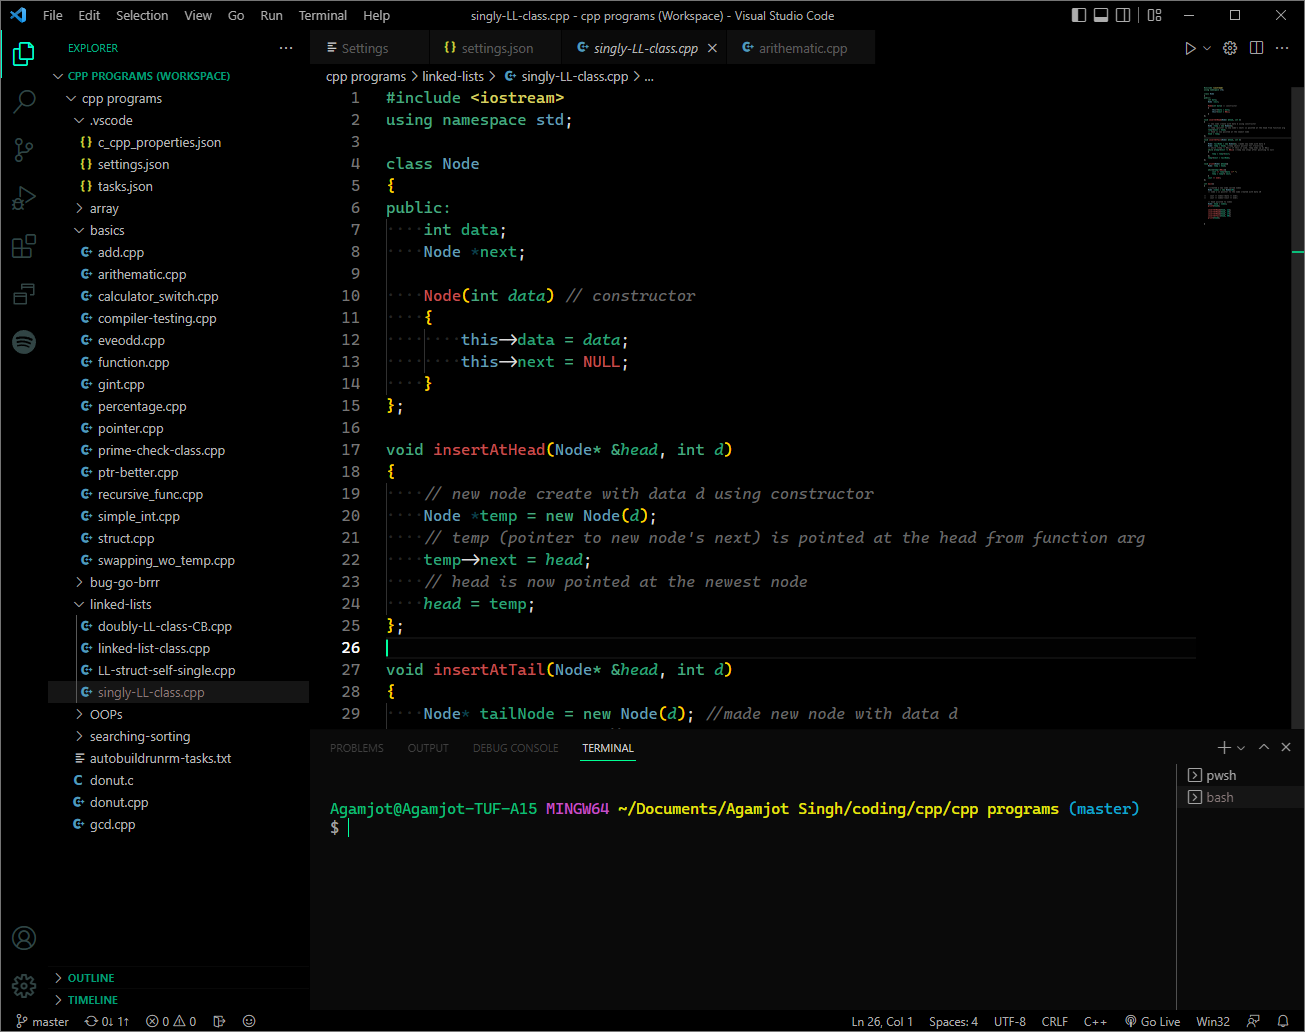 File Edit Selection View Go Run Terminal Help
singly-LL-class.cpp - cpp programs (Workspace) - Visual Studio Code
EXPLORER
CPP PROGRAMS (WORKSPACE)
cpp programs
.vscode
{} c_cpp_properties.json
{} settings.json
{} tasks.json
array
basics
add.cpp
arithematic.cpp
calculator_switch.cpp
compiler-testing.cpp
eveodd.cpp
function.cpp
gint.cpp
percentage.cpp
pointer.cpp
prime-check-class.cpp
ptr-better.cpp
recursive_func.cpp
simple_int.cpp
struct.cpp
swapping_wo_temp.cpp
bug-go-brrr
linked-lists
doubly-LL-class-CB.cpp
linked-list-class.cpp
LL-struct-self-single.cpp
singly-LL-class.cpp
OOPs
searching-sorting
autobuildrunrm-tasks.txt
donut.c
donut.cpp
gcd.cpp
OUTLINE
TIMELINE
Settings
{} settings.json
singly-LL-class.cpp
arithematic.cpp
cpp programs > linked-lists > singly-LL-class.cpp > ...
1 #include <iostream>
2 using namespace std;
3
4 class Node
5 {
6 public:
7 int data;
8 Node *next;
9
10 Node(int data) // constructor
11 {
12 this->data = data;
13 this->next = NULL;
14 }
15 };
16
17 void insertAtHead(Node* &head, int d)
18 {
19 // new node create with data d using constructor
20 Node *temp = new Node(d);
21 // temp (pointer to new node's next) is pointed at the head from function arg
22 temp->next = head;
23 // head is now pointed at the newest node
24 head = temp;
25 };
26
27 void insertAtTail(Node* &head, int d)
28 {
29 Node* tailNode = new Node(d); //made new node with data d
PROBLEMS OUTPUT DEBUG CONSOLE TERMINAL
pwsh
bash
Agamjot@Agamjot-TUF-A15 MINGW64 ~/Documents/Agamjot Singh/coding/cpp/cpp programs (master)
$
master 0↓ 1↑ 0 0
Ln 26, Col 1 Spaces: 4 UTF-8 CRLF C++ Go Live Win32